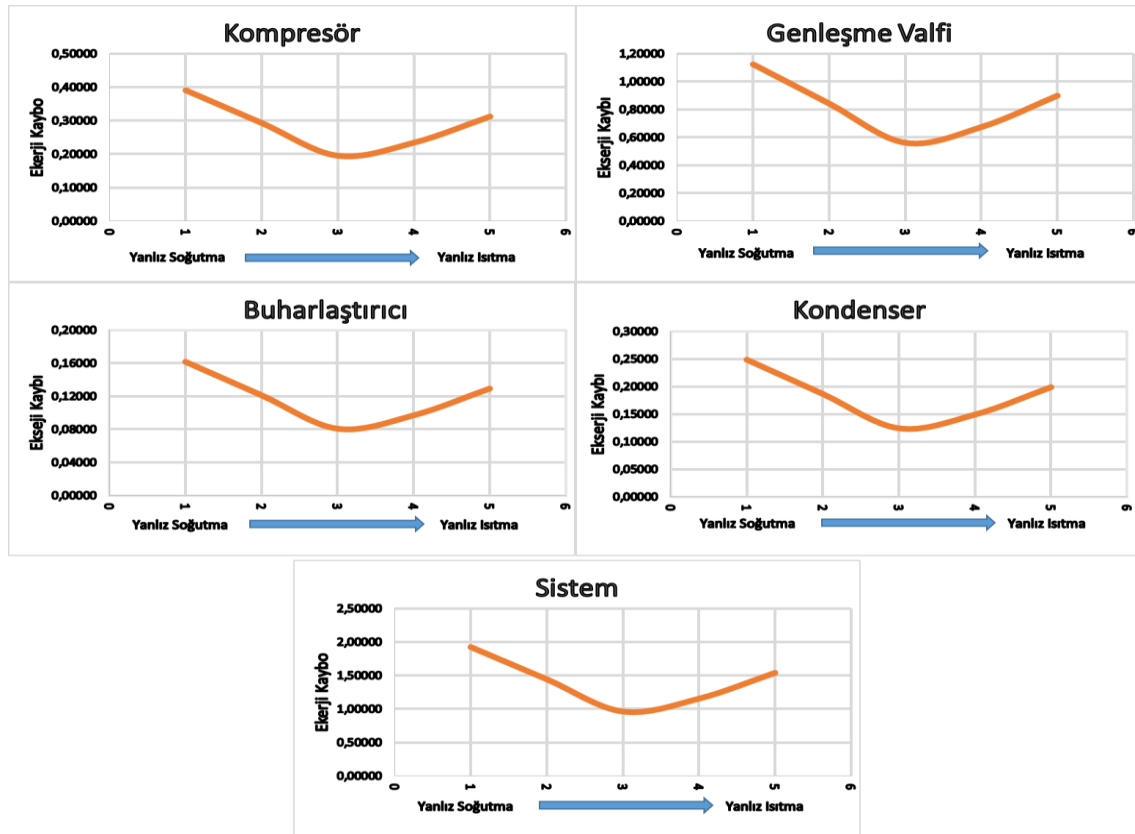 Kompresör
Ekerji Kaybo
0,50000
0,40000
0,30000
0,20000
0,10000
0,00000
0 1 2 3 4 5 6
Yanlız Soğutma Yanlız Isıtma
Genleşme Valfi
Ekserji Kaybı
1,20000
1,00000
0,80000
0,60000
0,40000
0,20000
0,00000
0 1 2 3 4 5 6
Yanlız Soğutma Yanlız Isıtma
Buharlaştırıcı
Ekseji Kaybı
0,20000
0,16000
0,12000
0,08000
0,04000
0,00000
0 1 2 3 4 5 6
Yanlız Soğutma Yanlız Isıtma
Kondenser
Ekserji Kaybı
0,30000
0,25000
0,20000
0,15000
0,10000
0,05000
0,00000
0 1 2 3 4 5 6
Yanlız Soğutma Yanlız Isıtma
Sistem
Ekerji Kaybo
2,50000
2,00000
1,50000
1,00000
0,50000
0,00000
0 1 2 3 4 5 6
Yanlız Soğutma Yanlız Isıtma